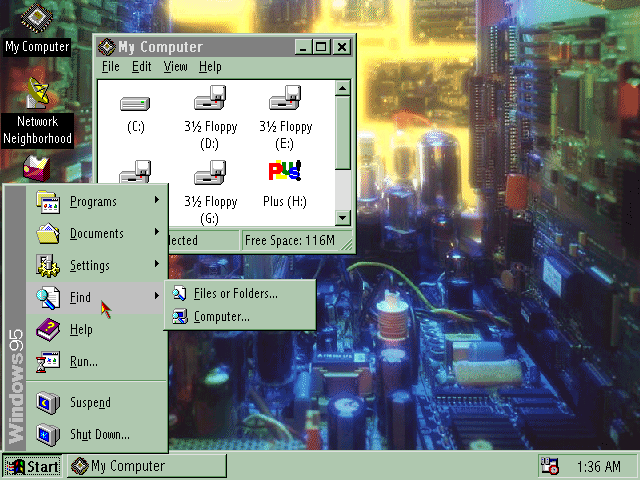 My Computer
Network
Neighborhood
My Computer
File Edit View Help
(C:)
3½ Floppy
(D:)
3½ Floppy
(E:)
3½ Floppy
(G:)
Plus
Plus (H:)
lected
Free Space: 116M
Programs
Documents
Settings
Find
Help
Run...
Suspend
Shut Down...
Windows95
Files or Folders...
Computer...
Start
My Computer
1:36 AM